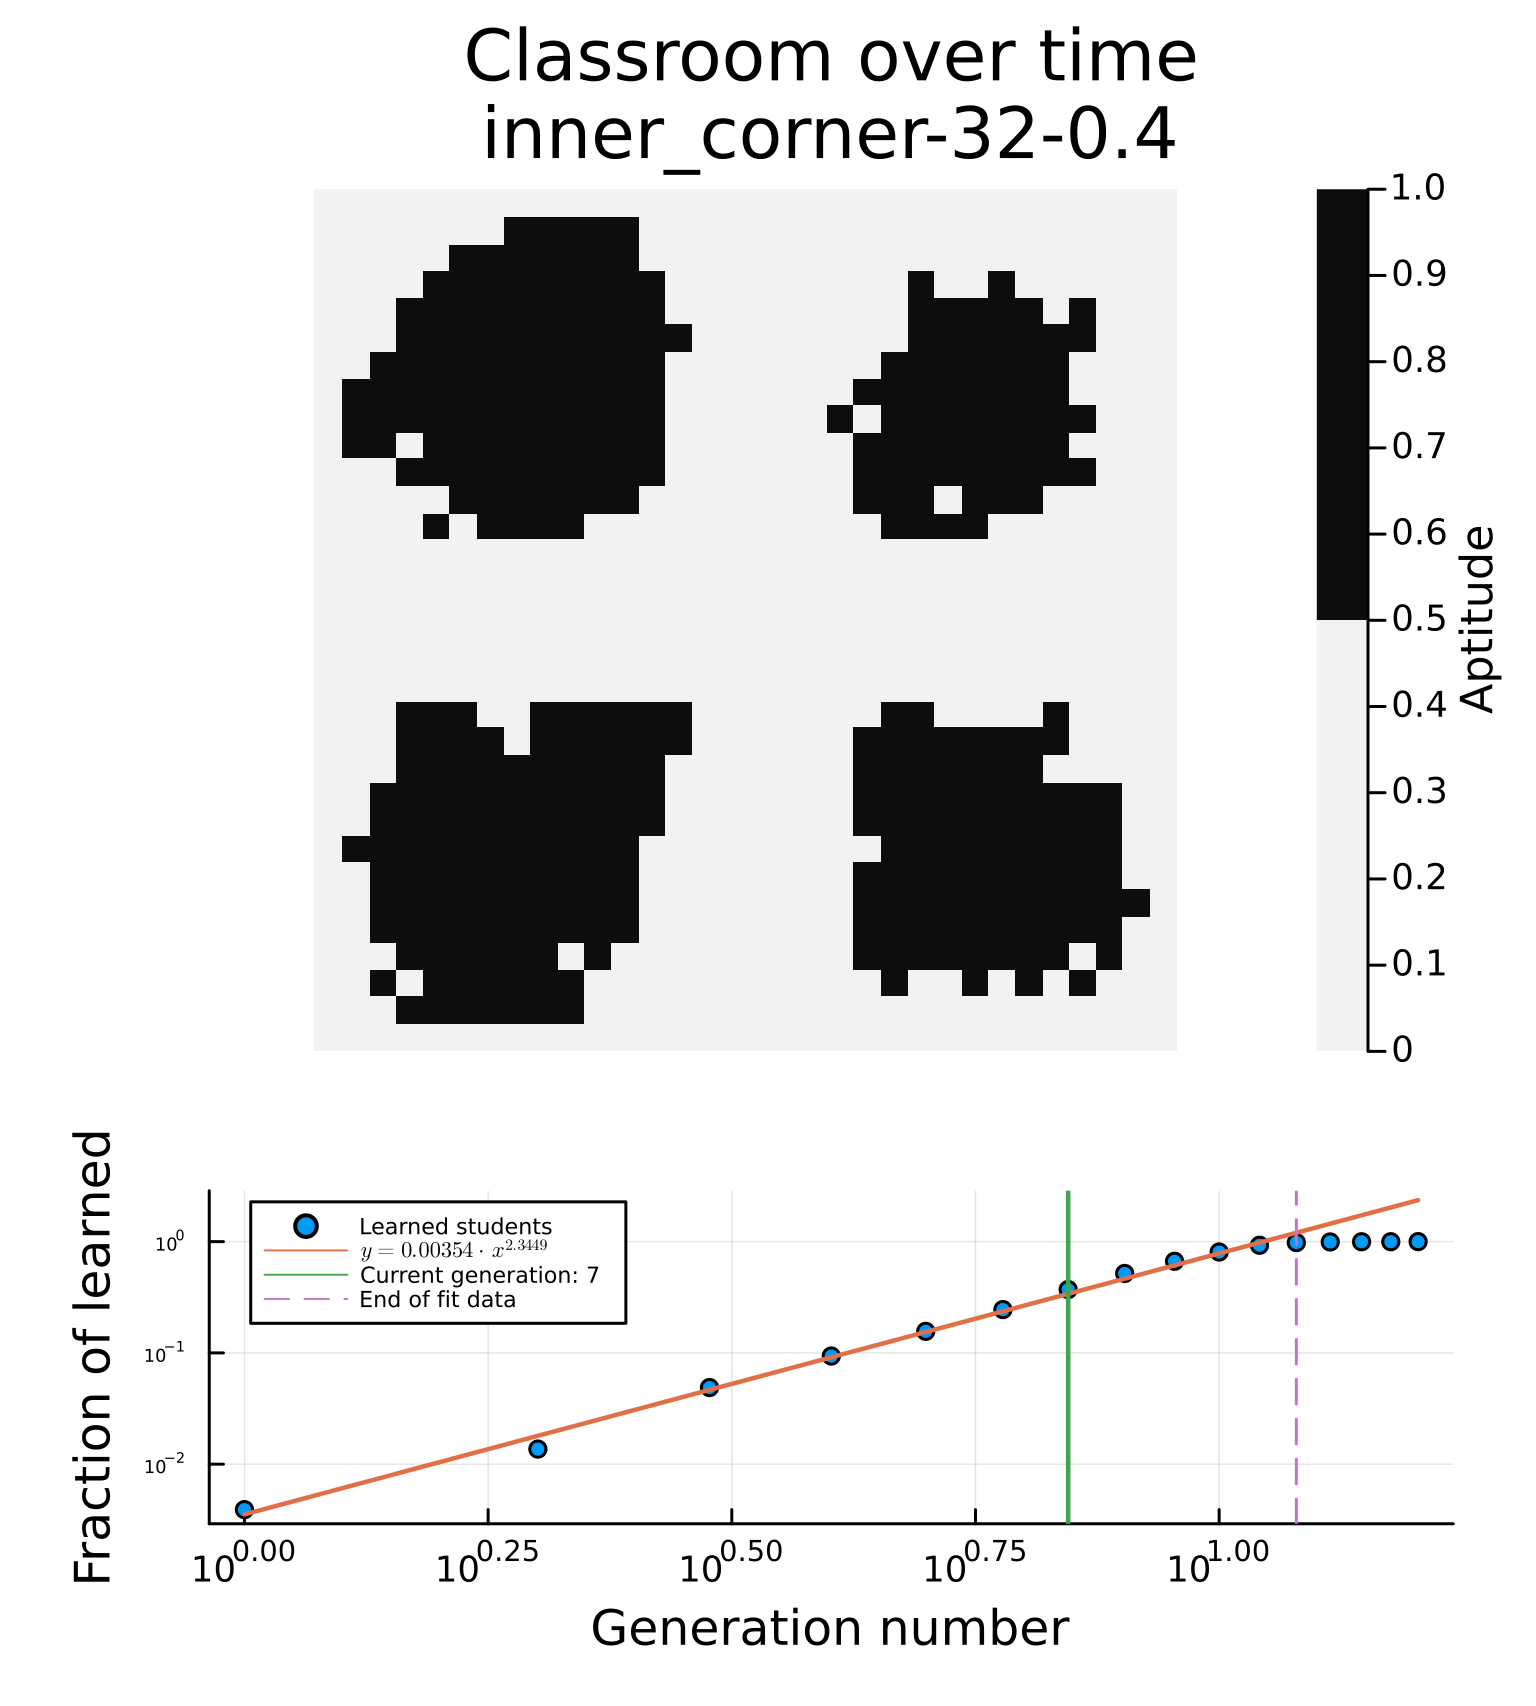 Classroom over time
inner_corner-32-0.4
1.0
0.9
0.8
0.7
0.6
0.5
0.4
0.3
0.2
0.1
0
Aptitude
Fraction of learned
10⁰
10⁻¹
10⁻²
Learned students
y = 0.00354 · x^2.3449
Current generation: 7
End of fit data
10^0.00 10^0.25 10^0.50 10^0.75 10^1.00
Generation number